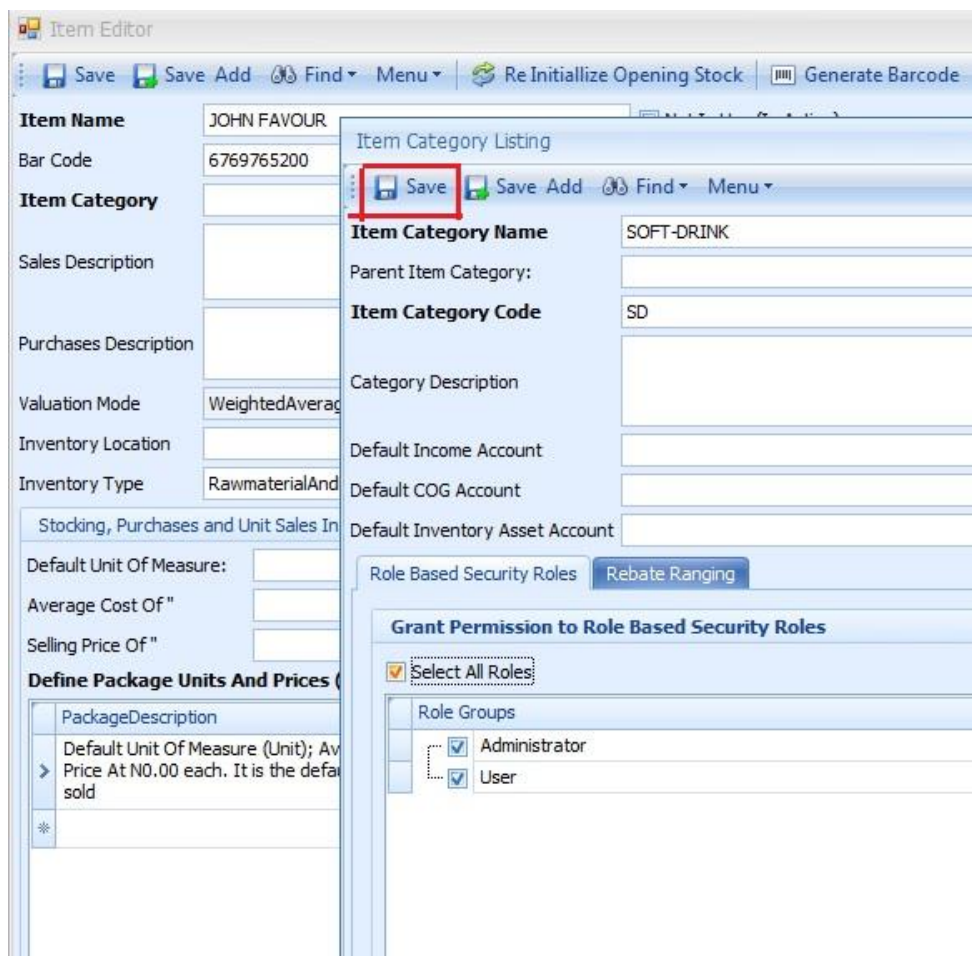 Item Editor
Save Save Add Find Menu Re Initiallize Opening Stock Generate Barcode
Item Name JOHN FAVOUR
Bar Code 6769765200
Item Category
Sales Description
Purchases Description
Valuation Mode WeightedAverag
Inventory Location
Inventory Type RawmaterialAnd
Stocking, Purchases and Unit Sales In
Default Unit Of Measure:
Average Cost Of "
Selling Price Of "
Define Package Units And Prices (
PackageDescription
Default Unit Of Measure (Unit); Av
Price At N0.00 each. It is the defa
sold
Item Category Listing
Save Save Add Find Menu
Item Category Name SOFT-DRINK
Parent Item Category:
Item Category Code SD
Category Description
Default Income Account
Default COG Account
Default Inventory Asset Account
Role Based Security Roles Rebate Ranging
Grant Permission to Role Based Security Roles
Select All Roles
Role Groups
Administrator
User